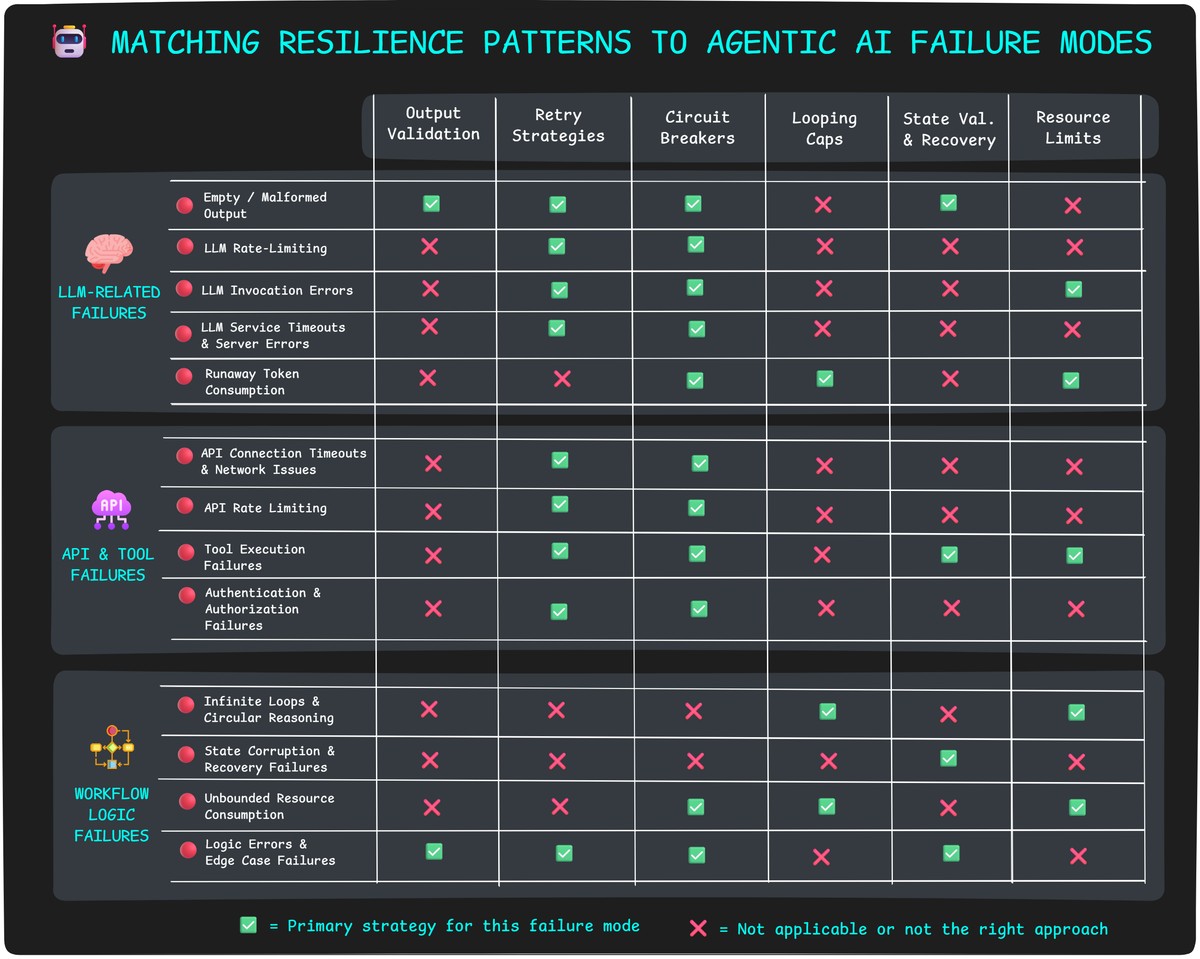 MATCHING RESILIENCE PATTERNS TO AGENTIC AI FAILURE MODES
Output
Validation
Retry
Strategies
Circuit
Breakers
Looping
Caps
State Val.
& Recovery
Resource
Limits
LLM-RELATED
FAILURES
Empty / Malformed
Output
LLM Rate-Limiting
LLM Invocation Errors
LLM Service Timeouts
& Server Errors
Runaway Token
Consumption
API
API & TOOL
FAILURES
API Connection Timeouts
& Network Issues
API Rate Limiting
Tool Execution
Failures
Authentication &
Authorization
Failures
WORKFLOW
LOGIC
FAILURES
Infinite Loops &
Circular Reasoning
State Corruption &
Recovery Failures
Unbounded Resource
Consumption
Logic Errors &
Edge Case Failures
✅ = Primary strategy for this failure mode
❌ = Not applicable or not the right approach